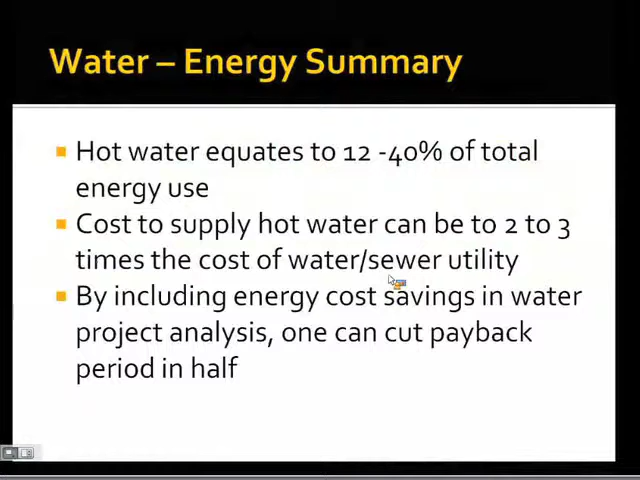 Water – Energy Summary
Hot water equates to 12 -40% of total
energy use
Cost to supply hot water can be to 2 to 3
times the cost of water/sewer utility
By including energy cost savings in water
project analysis, one can cut payback
period in half